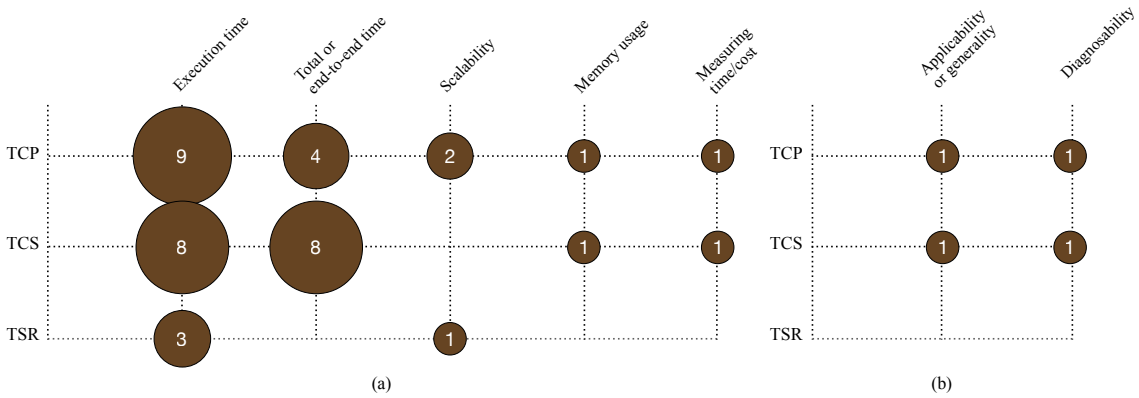 Execution time
Total or
end-to-end time
Scalability
Memory usage
Measuring
time/cost
Applicability
or generality
Diagnosability
TCP
9
4
2
1
1
TCP
1
1
TCS
8
8
1
1
TCS
1
1
TSR
3
1
TSR
(a)
(b)